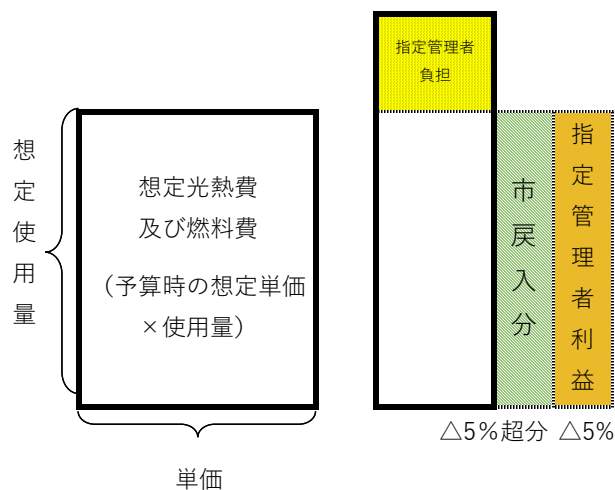 想定使用量
想定光熱費
及び燃料費
（予算時の想定単価
×使用量）
単価
指定管理者
負担
市戻入分
指定管理者利益
△5％超分
△5%